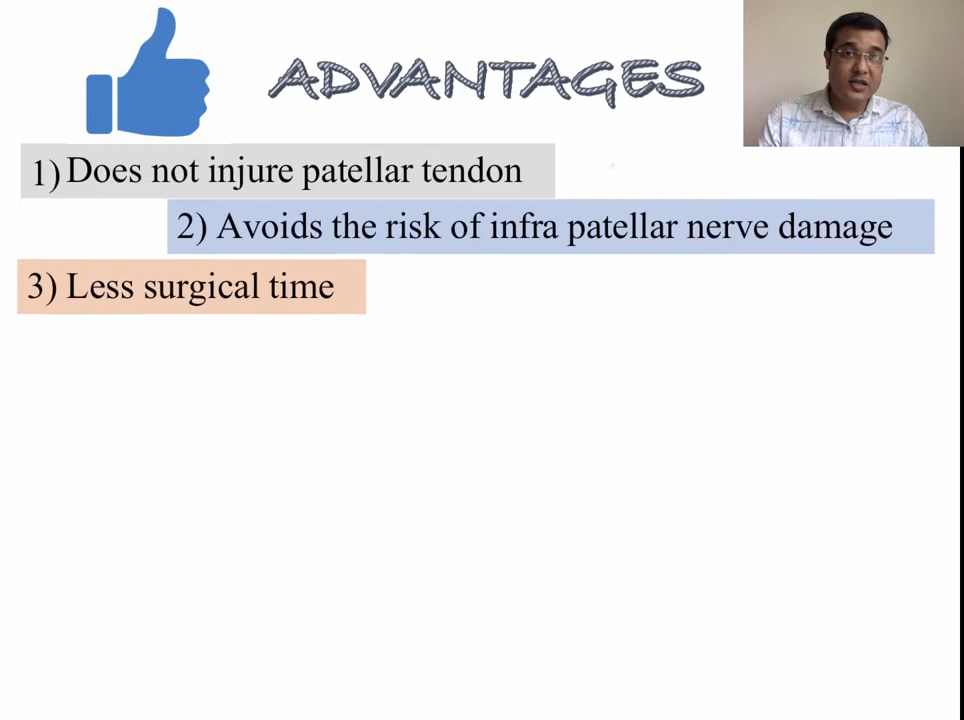 ADVANTAGES
1) Does not injure patellar tendon
2) Avoids the risk of infra patellar nerve damage
3) Less surgical time